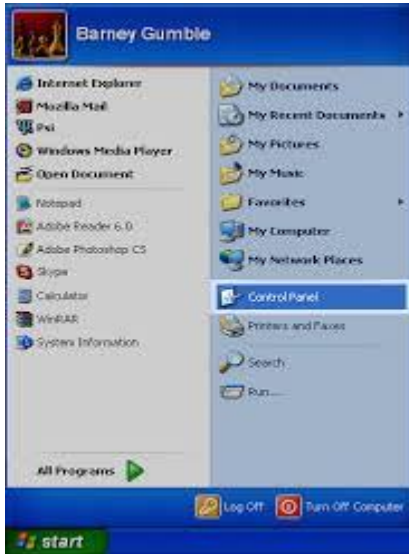 Barney Gumble
Internet Explorer
Mozilla Mail
Psi
Windows Media Player
Open Document
Notepad
Adobe Reader 6.0
Adobe Photoshop CS
Skype
Calculator
WinRAR
System Information
All Programs
My Documents
My Recent Documents
My Pictures
My Music
Favorites
My Computer
My Network Places
Control Panel
Printers and Faxes
Search
Run...
Log Off
Turn Off Computer
start